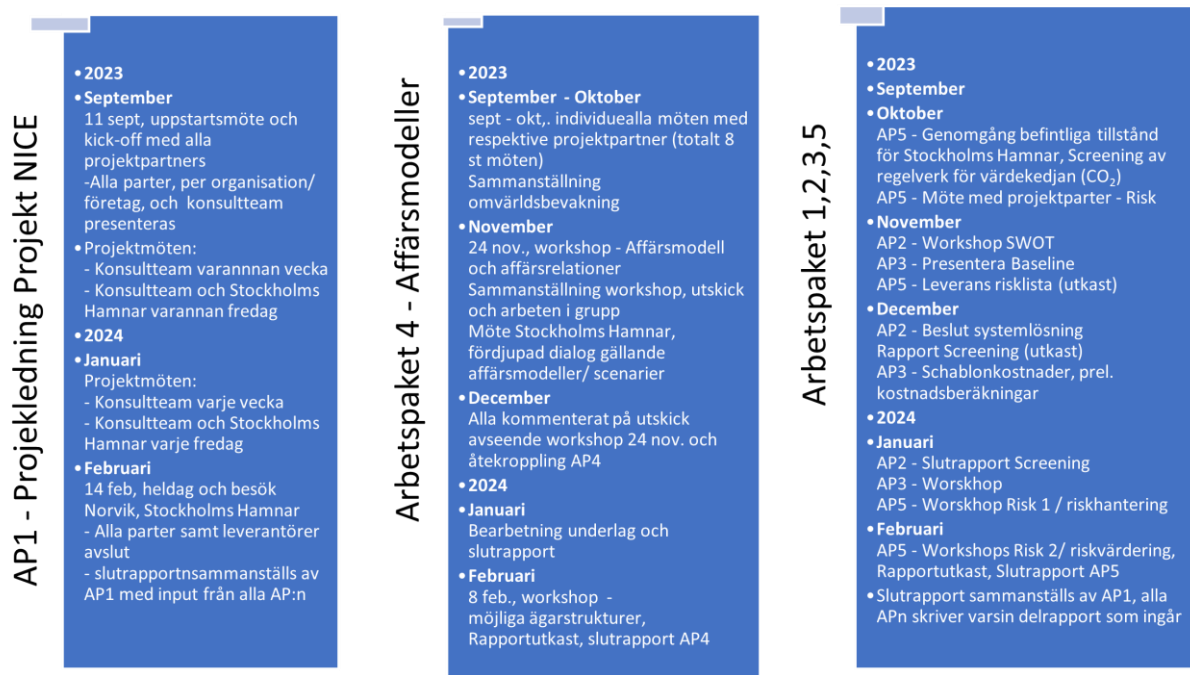 AP1 - Projekledning Projekt NICE
•2023
•September
11 sept, uppstartsmöte och
kick-off med alla
projektpartners
-Alla parter, per organisation/
företag, och konsultteam
presenteras
•Projektmöten:
- Konsultteam varannnan vecka
- Konsultteam och Stockholms
Hamnar varannan fredag
•2024
•Januari
Projektmöten:
- Konsultteam varje vecka
- Konsultteam och Stockholms
Hamnar varje fredag
•Februari
14 feb, heldag och besök
Norvik, Stockholms Hamnar
- Alla parter samt leverantörer
avslut
- slutrapportnsammanställs av
AP1 med input från alla AP:n
Arbetspaket 4 - Affärsmodeller
•2023
•September - Oktober
sept - okt,. individuealla möten med
respektive projektpartner (totalt 8
st möten)
Sammanställning
omvärldsbevakning
•November
24 nov., workshop - Affärsmodell
och affärsrelationer
Sammanställning workshop, utskick
och arbeten i grupp
Möte Stockholms Hamnar,
fördjupad dialog gällande
affärsmodeller/ scenarier
•December
Alla kommenterat på utskick
avseende workshop 24 nov. och
åtekroppling AP4
•2024
•Januari
Bearbetning underlag och
slutrapport
•Februari
8 feb., workshop -
möjliga ägarstrukturer,
Rapportutkast, slutrapport AP4
Arbetspaket 1,2,3,5
•2023
•September
•Oktober
AP5 - Genomgång befintliga tillstånd
för Stockholms Hamnar, Screening av
regelverk för värdekedjan (CO₂)
AP5 - Möte med projektparter - Risk
•November
AP2 - Workshop SWOT
AP3 - Presentera Baseline
AP5 - Leverans risklista (utkast)
•December
AP2 - Beslut systemlösning
Rapport Screening (utkast)
AP3 - Schablonkostnader, prel.
kostnadsberäkningar
•2024
•Januari
AP2 - Slutrapport Screening
AP3 - Worskhop
AP5 - Worskhop Risk 1 / riskhantering
•Februari
AP5 - Workshops Risk 2/ riskvärdering,
Rapportutkast, Slutrapport AP5
•Slutrapport sammanställs av AP1, alla
APn skriver varsin delrapport som ingår